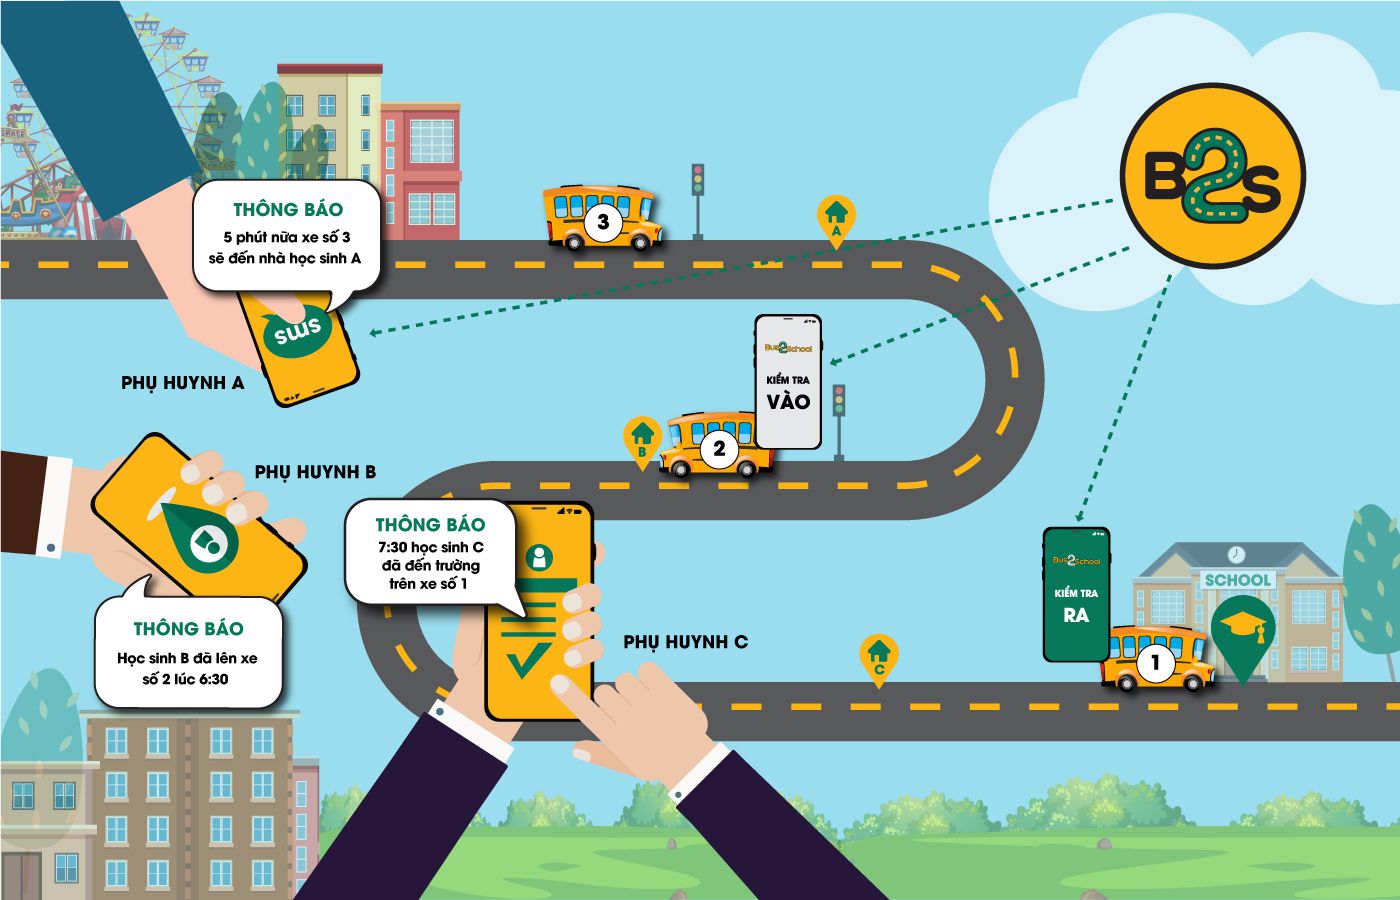 SKATE
B2S
THÔNG BÁO
5 phút nữa xe số 3
sẽ đến nhà học sinh A
3
A
sms
PHỤ HUYNH A
Bus2School
KIỂM TRA
VÀO
B
2
PHỤ HUYNH B
THÔNG BÁO
7:30 học sinh C
đã đến trường
trên xe số 1
Bus2School
KIỂM TRA
RA
SCHOOL
THÔNG BÁO
Học sinh B đã lên xe
số 2 lúc 6:30
PHỤ HUYNH C
C
1